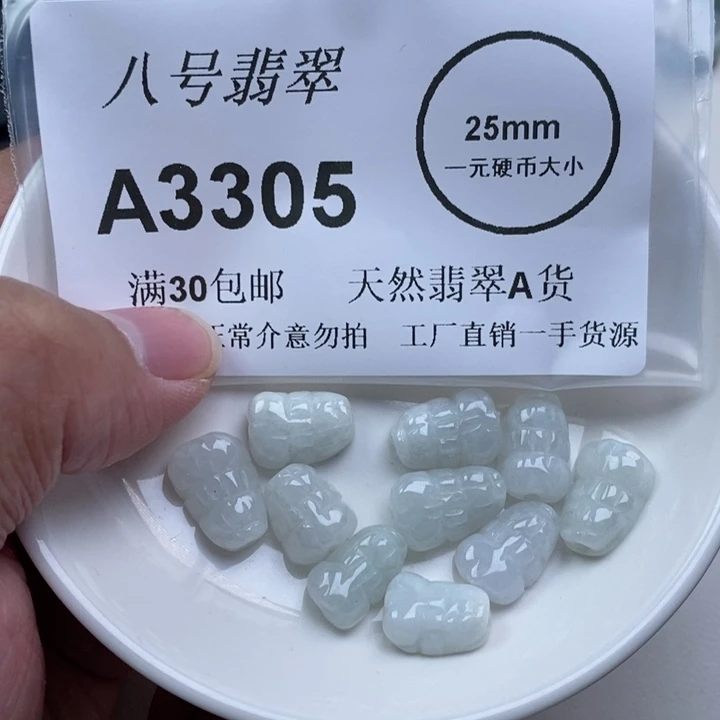 八号翡翠
25mm
一元硬币大小
A3305
满30包邮 天然翡翠A货
正常介意勿拍 工厂直销一手货源